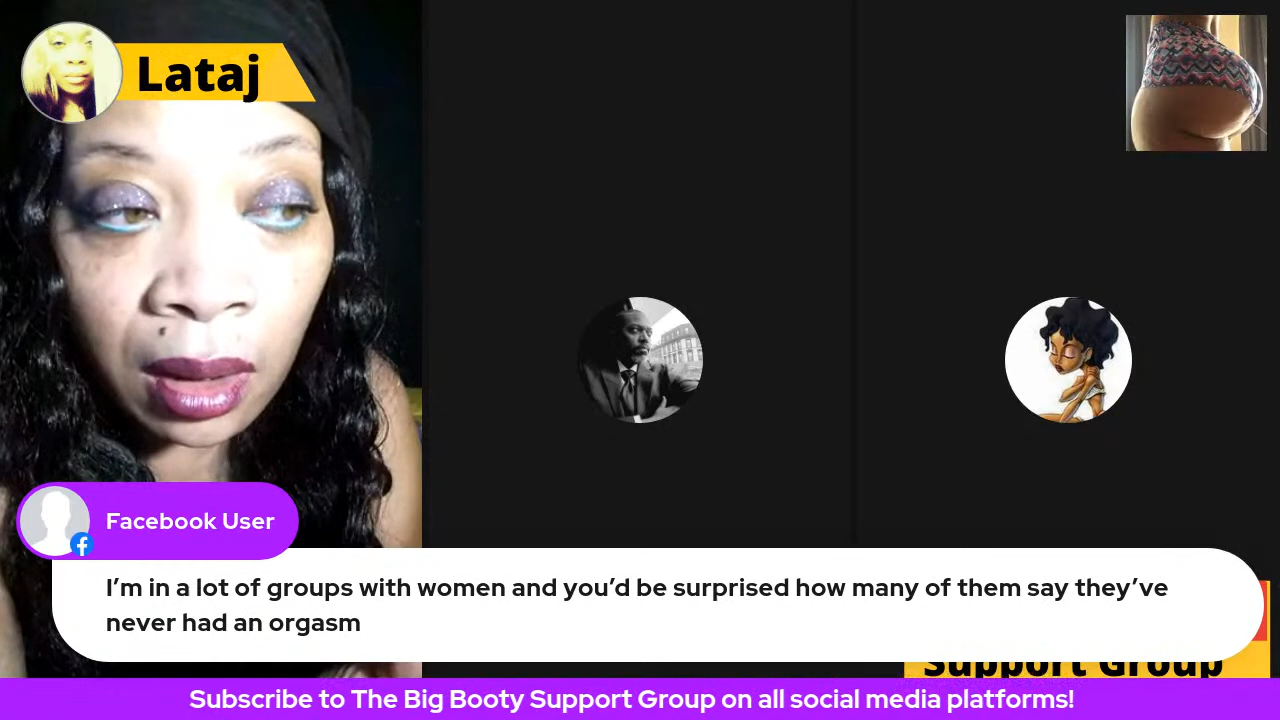 Lataj
Facebook User
I'm in a lot of groups with women and you'd be surprised how many of them say they've
never had an orgasm
Support Group
Subscribe to The Big Booty Support Group on all social media platforms!